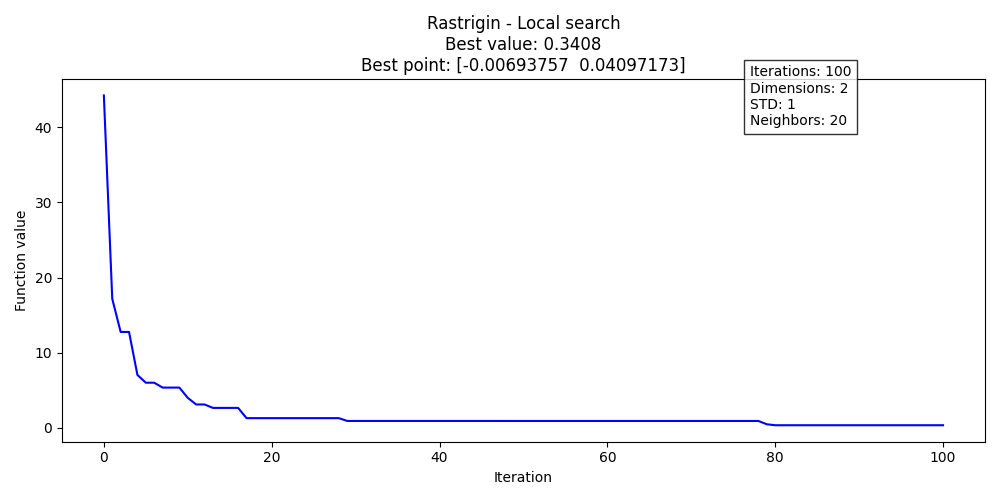 Rastrigin - Local search
Best value: 0.3408
Best point: [-0.00693757  0.04097173]
Iterations: 100
Dimensions: 2
STD: 1
Neighbors: 20
Function value
40
30
20
10
0
0
20
40
60
80
100
Iteration